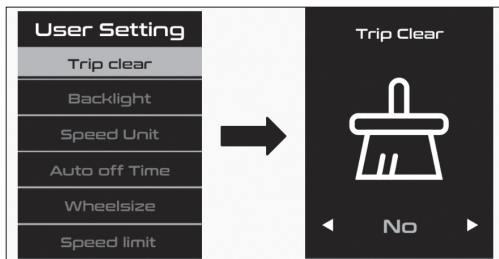 User Setting
Trip clear
Backlight
Speed Unit
Auto off Time
Wheelsize
Speed limit
Trip Clear
No